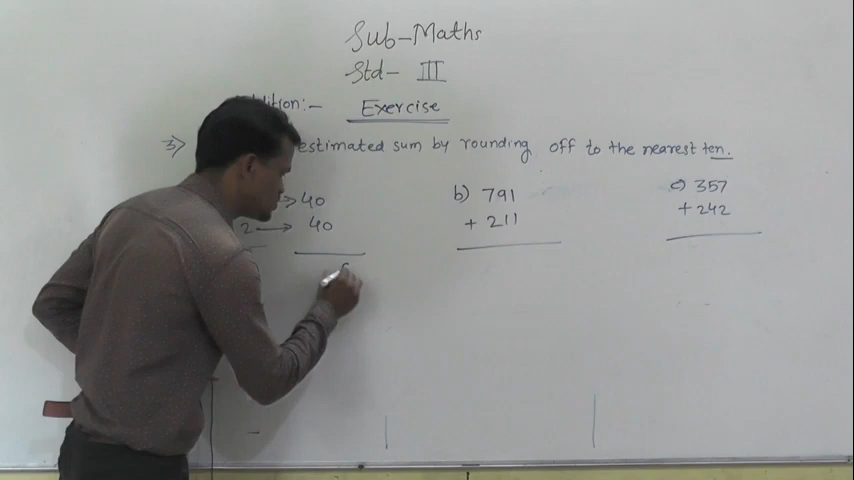 Sub-Maths
Std- III
Exercise
3) estimated sum by rounding off to the nearest ten.
→ 40
2 → 40
b) 791
+ 211
c) 357
+ 242